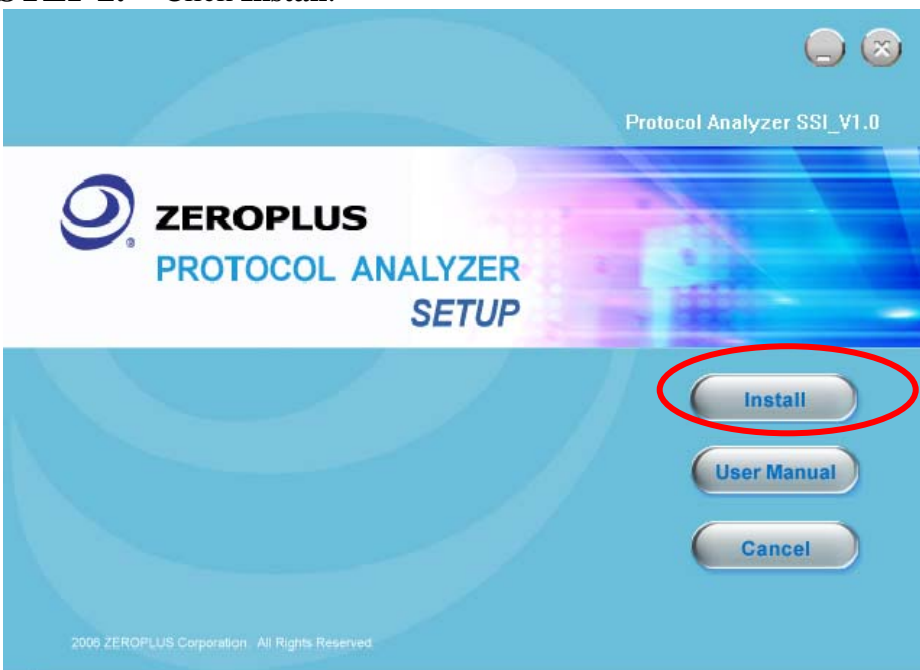 Protocol Analyzer SSI_V1.0
ZEROPLUS
PROTOCOL ANALYZER
SETUP
Install
User Manual
Cancel
2006 ZEROPLUS Corporation. All Rights Reserved.